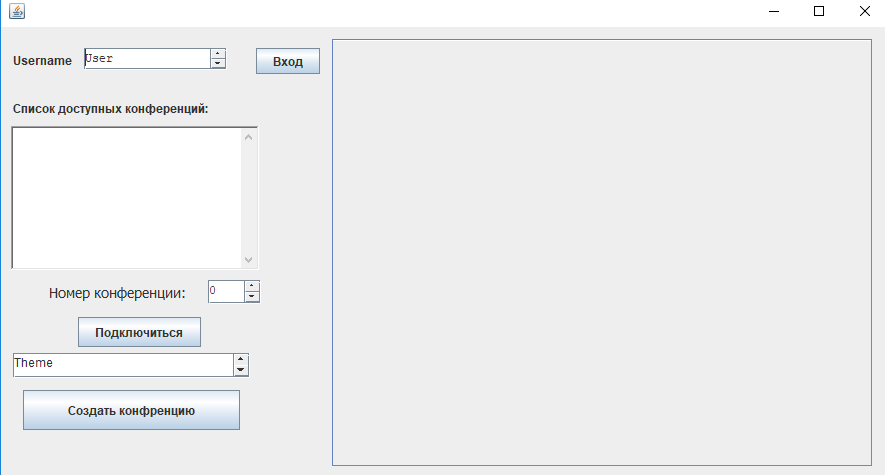 Username User Вход
Список доступных конференций:
Номер конференции: 0
Подключиться
Theme
Создать конфренцию